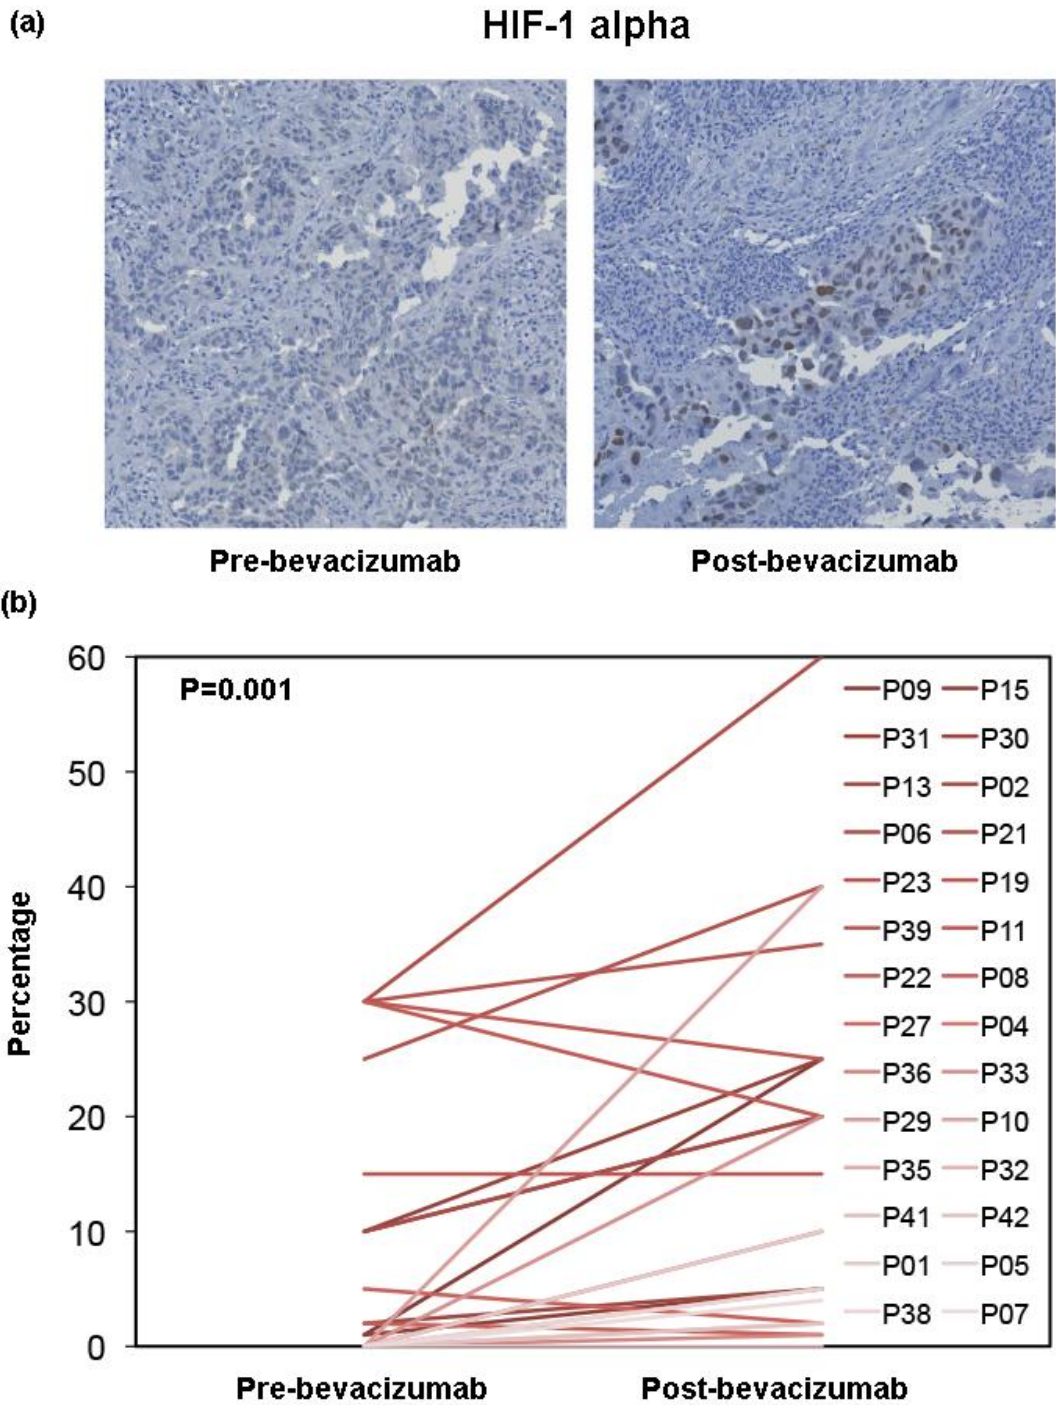 (a)
HIF-1 alpha
Pre-bevacizumab Post-bevacizumab
(b)
60
50
40
30
20
10
0
Percentage
P=0.001
P09 P15
P31 P30
P13 P02
P06 P21
P23 P19
P39 P11
P22 P08
P27 P04
P36 P33
P29 P10
P35 P32
P41 P42
P01 P05
P38 P07
Pre-bevacizumab Post-bevacizumab